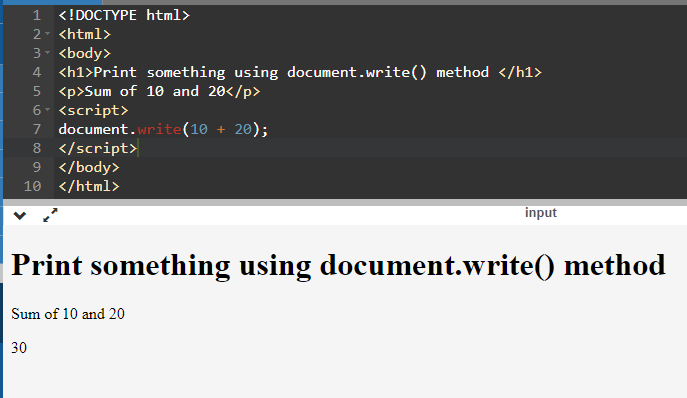 1 <!DOCTYPE html>
2 <html>
3 <body>
4 <h1>Print something using document.write() method </h1>
5 <p>Sum of 10 and 20</p>
6 <script>
7 document.write(10 + 20);
8 </script>
9 </body>
10 </html>
input
Print something using document.write() method
Sum of 10 and 20
30